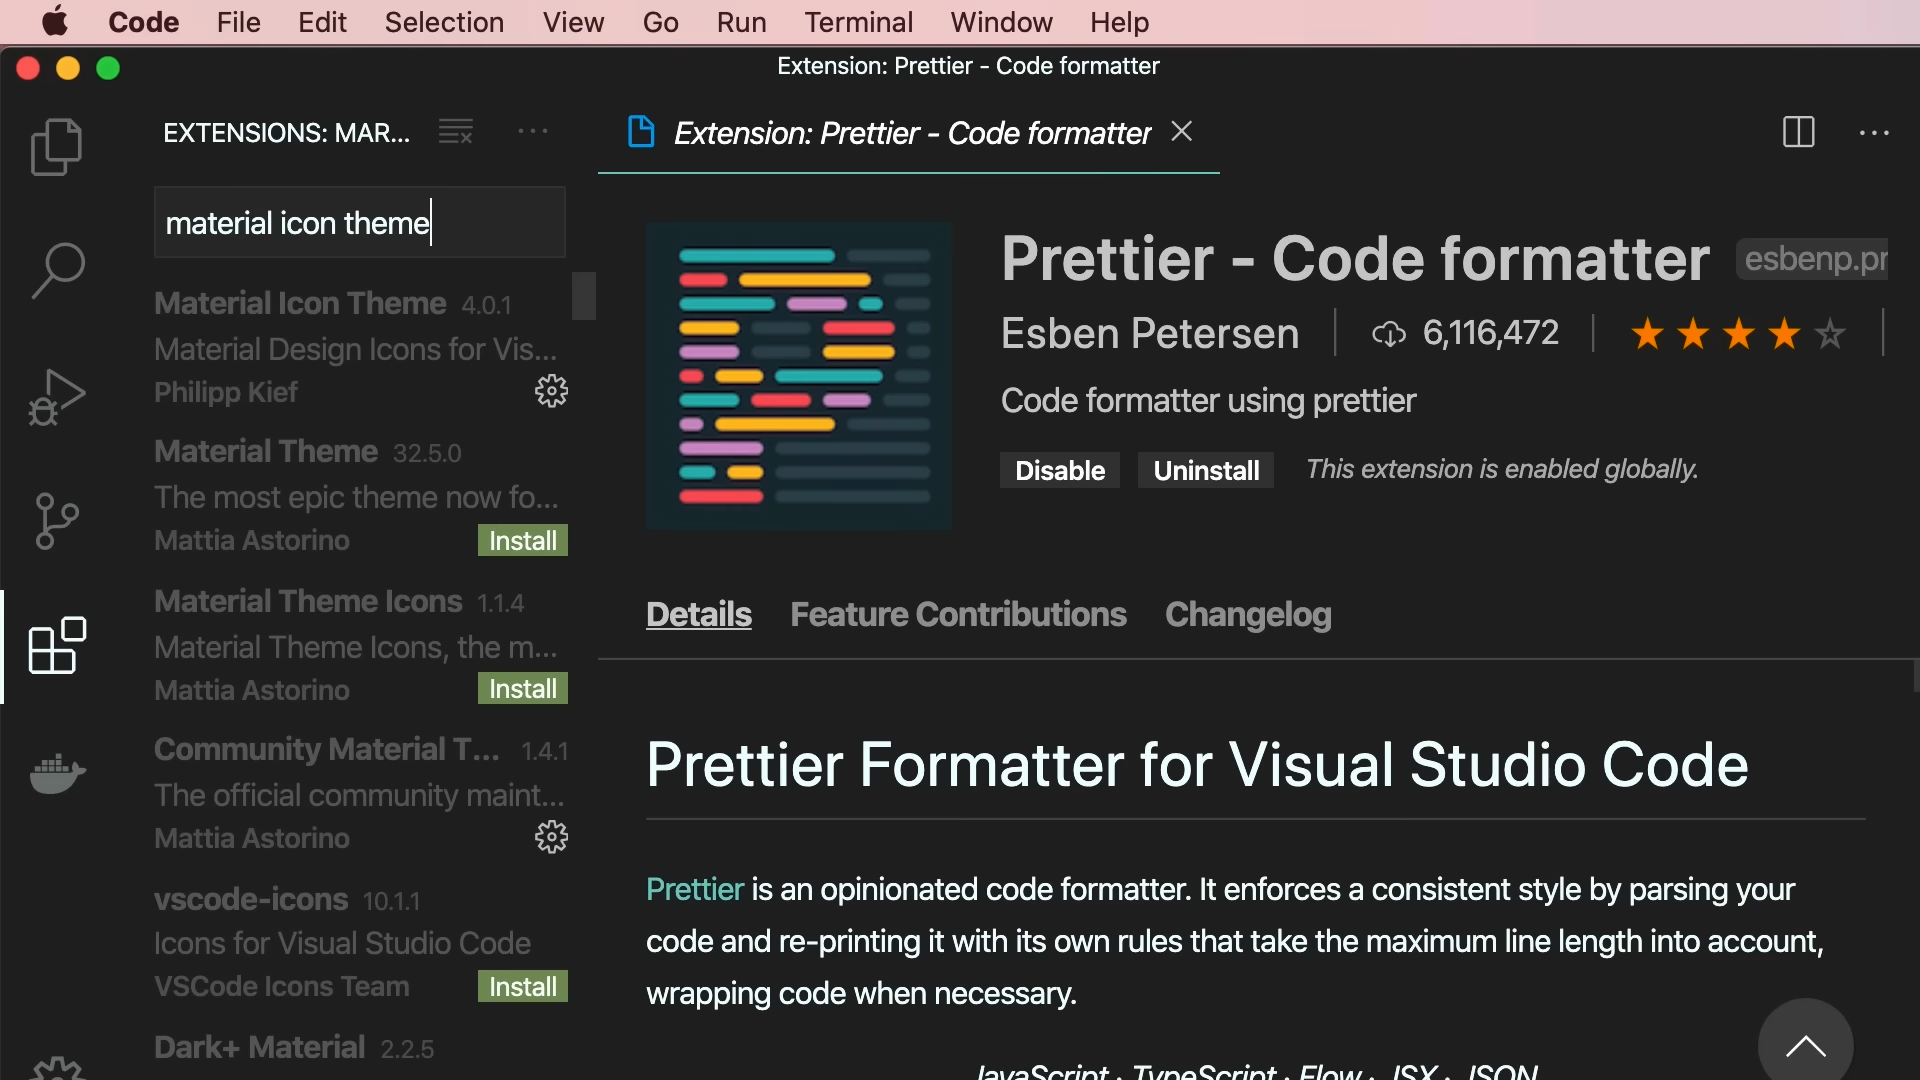 Code File Edit Selection View Go Run Terminal Window Help
Extension: Prettier - Code formatter
EXTENSIONS: MAR...
Extension: Prettier - Code formatter
material icon theme
Material Icon Theme 4.0.1
Material Design Icons for Vis...
Philipp Kief
Material Theme 32.5.0
The most epic theme now fo...
Mattia Astorino Install
Material Theme Icons 1.1.4
Material Theme Icons, the m...
Mattia Astorino Install
Community Material T... 1.4.1
The official community maint...
Mattia Astorino
vscode-icons 10.1.1
Icons for Visual Studio Code
VSCode Icons Team Install
Dark+ Material 2.2.5
Prettier - Code formatter esbenp.pr
Esben Petersen 6,116,472
Code formatter using prettier
Disable Uninstall This extension is enabled globally.
Details Feature Contributions Changelog
Prettier Formatter for Visual Studio Code
Prettier is an opinionated code formatter. It enforces a consistent style by parsing your
code and re-printing it with its own rules that take the maximum line length into account,
wrapping code when necessary.
JavaScript · TypeScript · Flow · JSX · JSON